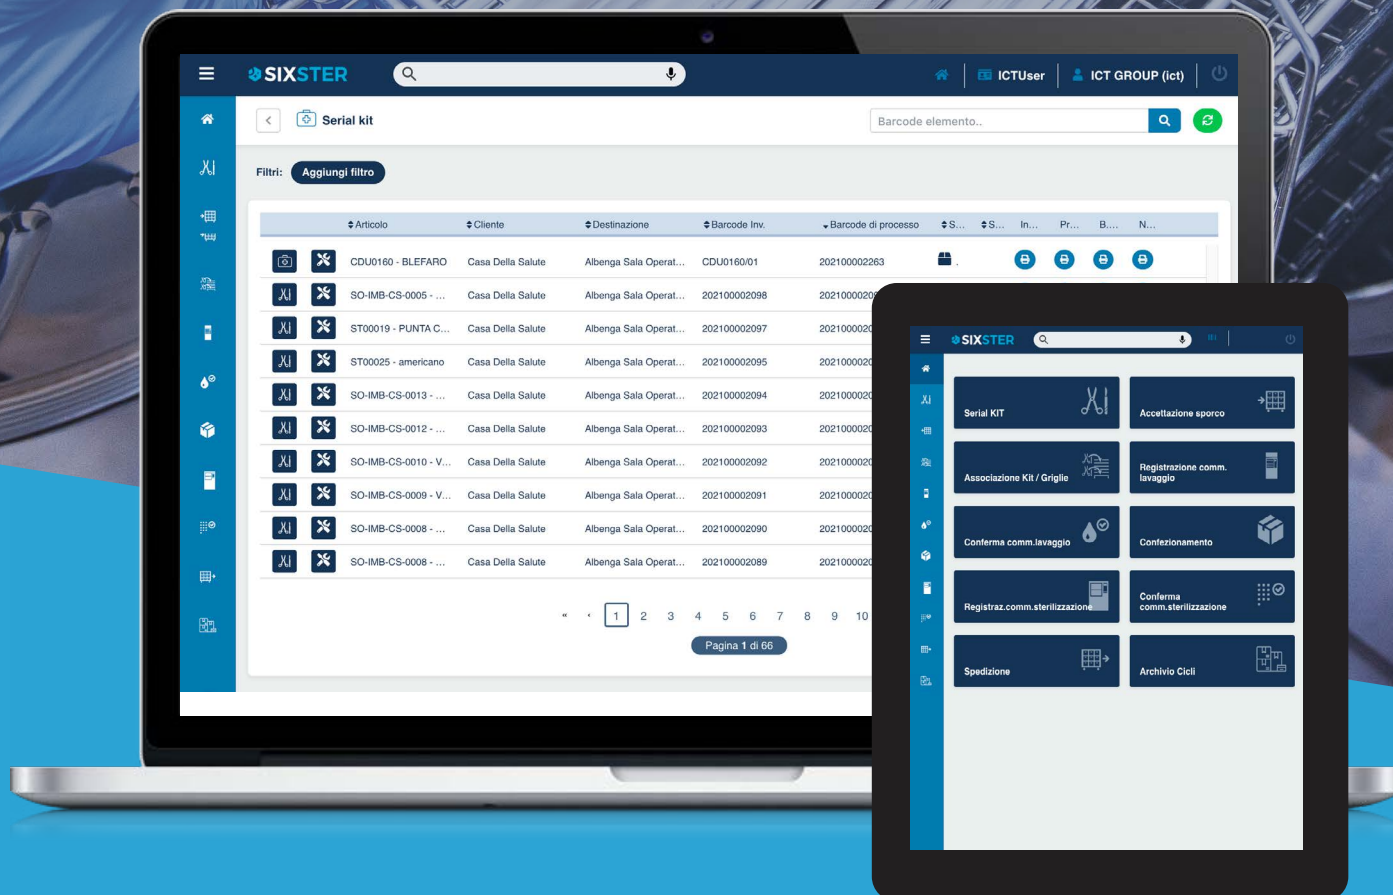 SIXSTER
ICTUser
ICT GROUP (ict)
Serial kit
Barcode elemento..
Filtri: Aggiungi filtro
Articolo Cliente Destinazione Barcode Inv. Barcode di processo S... S... In... Pr... B.... N...
CDU0160 - BLEFARO Casa Della Salute Albenga Sala Operat... CDU0160/01 202100002263
SO-IMB-CS-0005 - ... Casa Della Salute Albenga Sala Operat... 202100002098
ST00019 - PUNTA C... Casa Della Salute Albenga Sala Operat... 202100002097
ST00025 - americano Casa Della Salute Albenga Sala Operat... 202100002095
SO-IMB-CS-0013 - ... Casa Della Salute Albenga Sala Operat... 202100002094
SO-IMB-CS-0012 - ... Casa Della Salute Albenga Sala Operat... 202100002093
SO-IMB-CS-0010 - V... Casa Della Salute Albenga Sala Operat... 202100002092
SO-IMB-CS-0009 - V... Casa Della Salute Albenga Sala Operat... 202100002091
SO-IMB-CS-0008 - ... Casa Della Salute Albenga Sala Operat... 202100002090
SO-IMB-CS-0008 - ... Casa Della Salute Albenga Sala Operat... 202100002089
« ‹ 1 2 3 4 5 6 7 8 9 10
Pagina 1 di 66
SIXSTER
Serial KIT
Accettazione sporco
Associazione Kit / Griglie
Registrazione comm.
lavaggio
Conferma comm.lavaggio
Confezionamento
Registraz.comm.sterilizzazione
Conferma
comm.sterilizzazione
Spedizione
Archivio Cicli